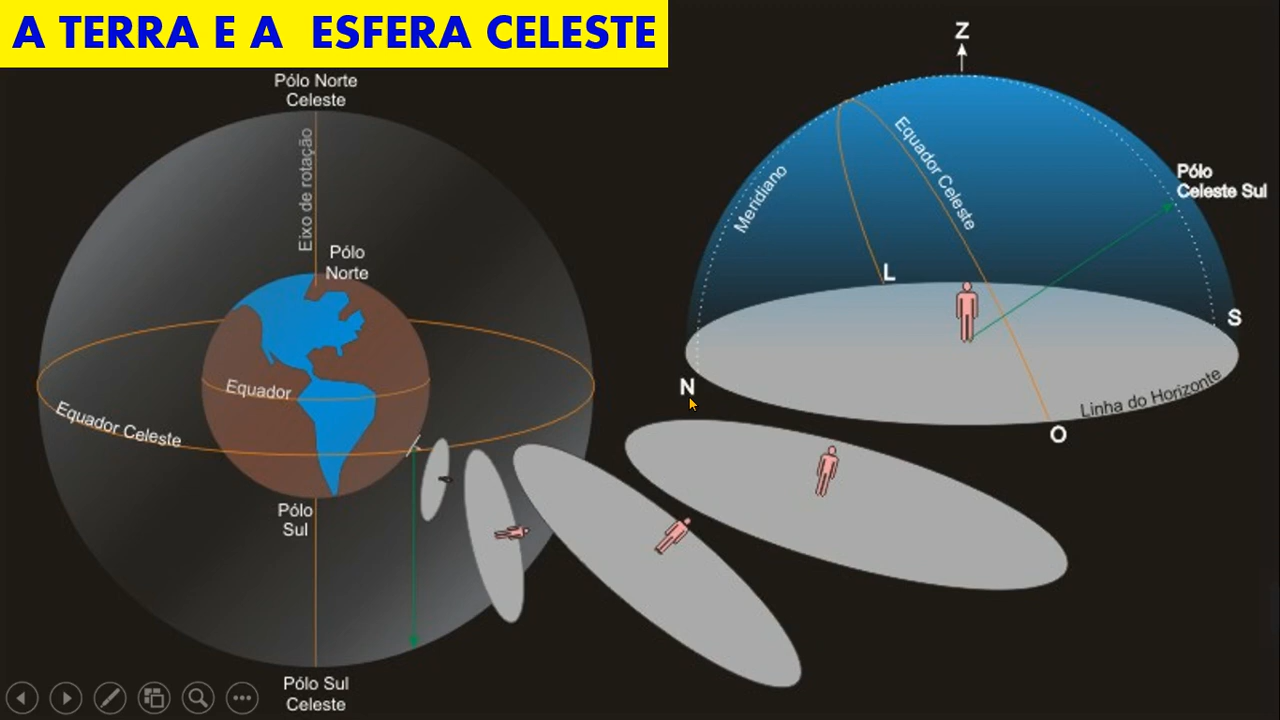 A TERRA E A  ESFERA CELESTE
Pólo Norte
Celeste
Eixo de rotação
Pólo
Norte
Equador
Equador Celeste
Pólo
Sul
Pólo Sul
Celeste
Z
Meridiano
Equador Celeste
Pólo
Celeste Sul
L
S
N
Linha do Horizonte
O